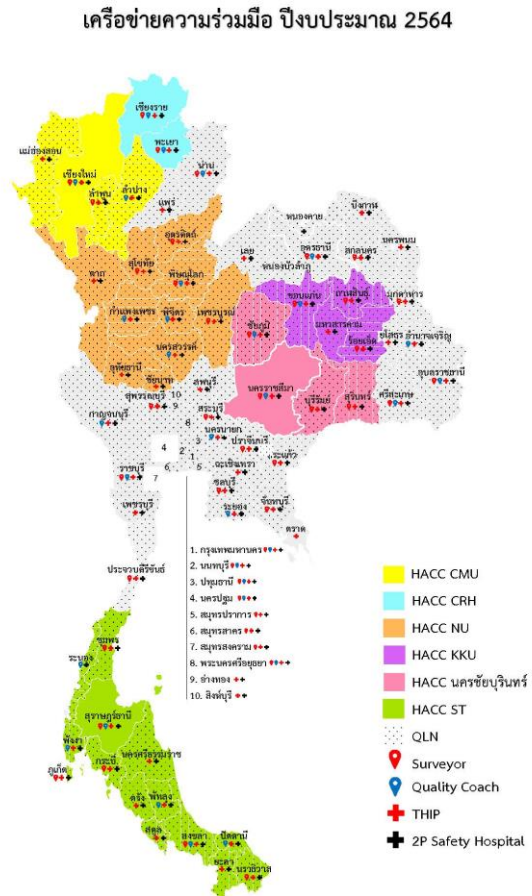 เครือข่ายความร่วมมือ ปีงบประมาณ 2564
เชียงราย
พะเยา
แม่ฮ่องสอน
เชียงใหม่
น่าน
ลำพูน
ลำปาง
แพร่
บึงกาฬ
หนองคาย
อุตรดิตถ์
เลย
อุดรธานี
สกลนคร
นครพนม
สุโขทัย
หนองบัวลำภู
ตาก
พิษณุโลก
ขอนแก่น
กาฬสินธุ์
มุกดาหาร
กำแพงเพชร
พิจิตร
เพชรบูรณ์
ชัยภูมิ
มหาสารคาม
ร้อยเอ็ด
ยโสธร
อำนาจเจริญ
นครสวรรค์
อุทัยธานี
ชัยนาท
ลพบุรี
นครราชสีมา
บุรีรัมย์
สุรินทร์
ศรีสะเกษ
อุบลราชธานี
สุพรรณบุรี
10
9
สระบุรี
กาญจนบุรี
8
นครนายก
3
ปราจีนบุรี
4
2
1
สระแก้ว
ฉะเชิงเทรา
6
5
ราชบุรี
7
ชลบุรี
เพชรบุรี
ระยอง
จันทบุรี
ตราด
ประจวบคีรีขันธ์
1. กรุงเทพมหานคร
2. นนทบุรี
3. ปทุมธานี
4. นครปฐม
5. สมุทรปราการ
6. สมุทรสาคร
7. สมุทรสงคราม
8. พระนครศรีอยุธยา
9. อ่างทอง
10. สิงห์บุรี
ชุมพร
ระนอง
สุราษฎร์ธานี
พังงา
นครศรีธรรมราช
กระบี่
ภูเก็ต
ตรัง
พัทลุง
สตูล
สงขลา
ปัตตานี
ยะลา
นราธิวาส
HACC CMU
HACC CRH
HACC NU
HACC KKU
HACC นครชัยบุรินทร์
HACC ST
QLN
Surveyor
Quality Coach
THIP
2P Safety Hospital